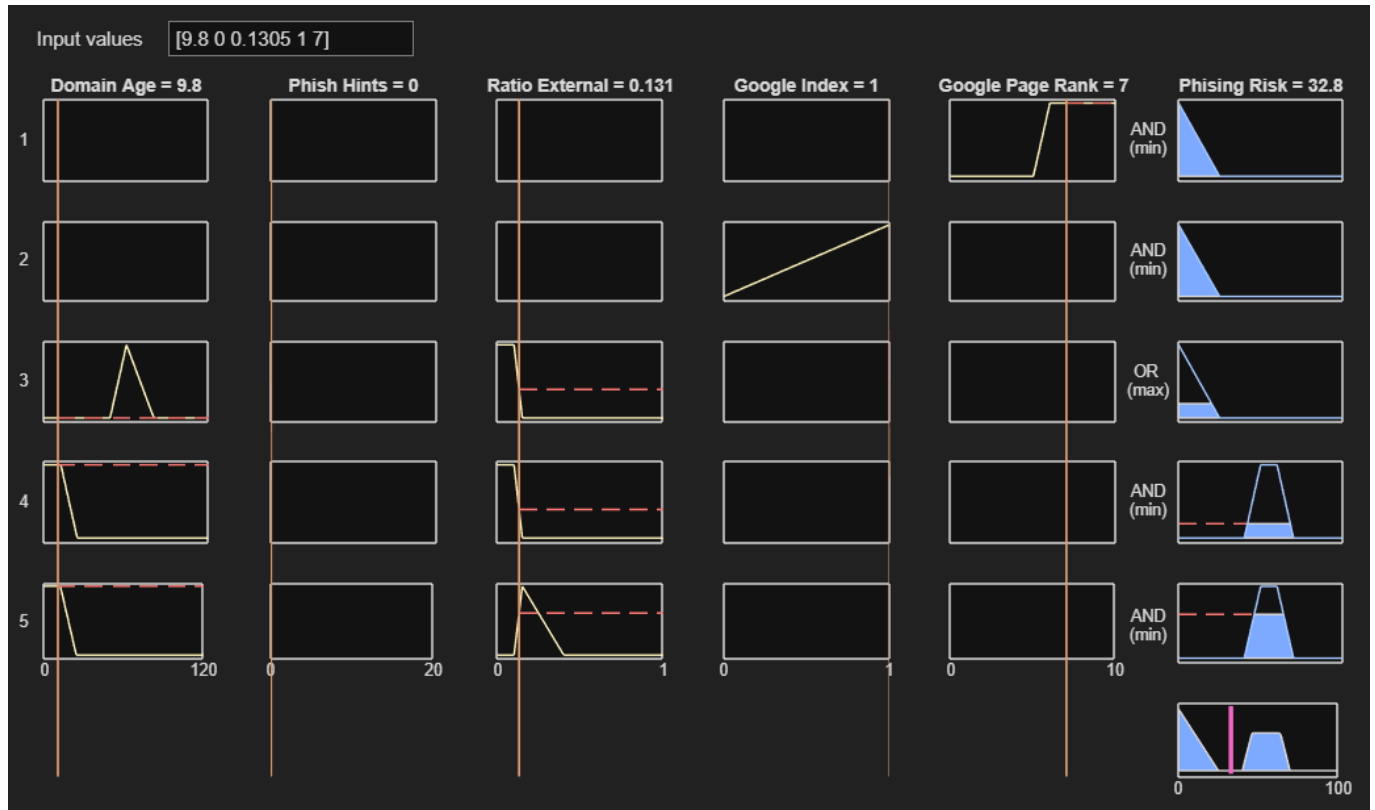 Input values [9.8 0 0.1305 1 7]
Domain Age = 9.8 Phish Hints = 0 Ratio External = 0.131 Google Index = 1 Google Page Rank = 7 Phising Risk = 32.8
1 AND
(min)
2 AND
(min)
3 OR
(max)
4 AND
(min)
5 AND
(min)
0 120 0 20 0 1 0 1 0 10
0 100